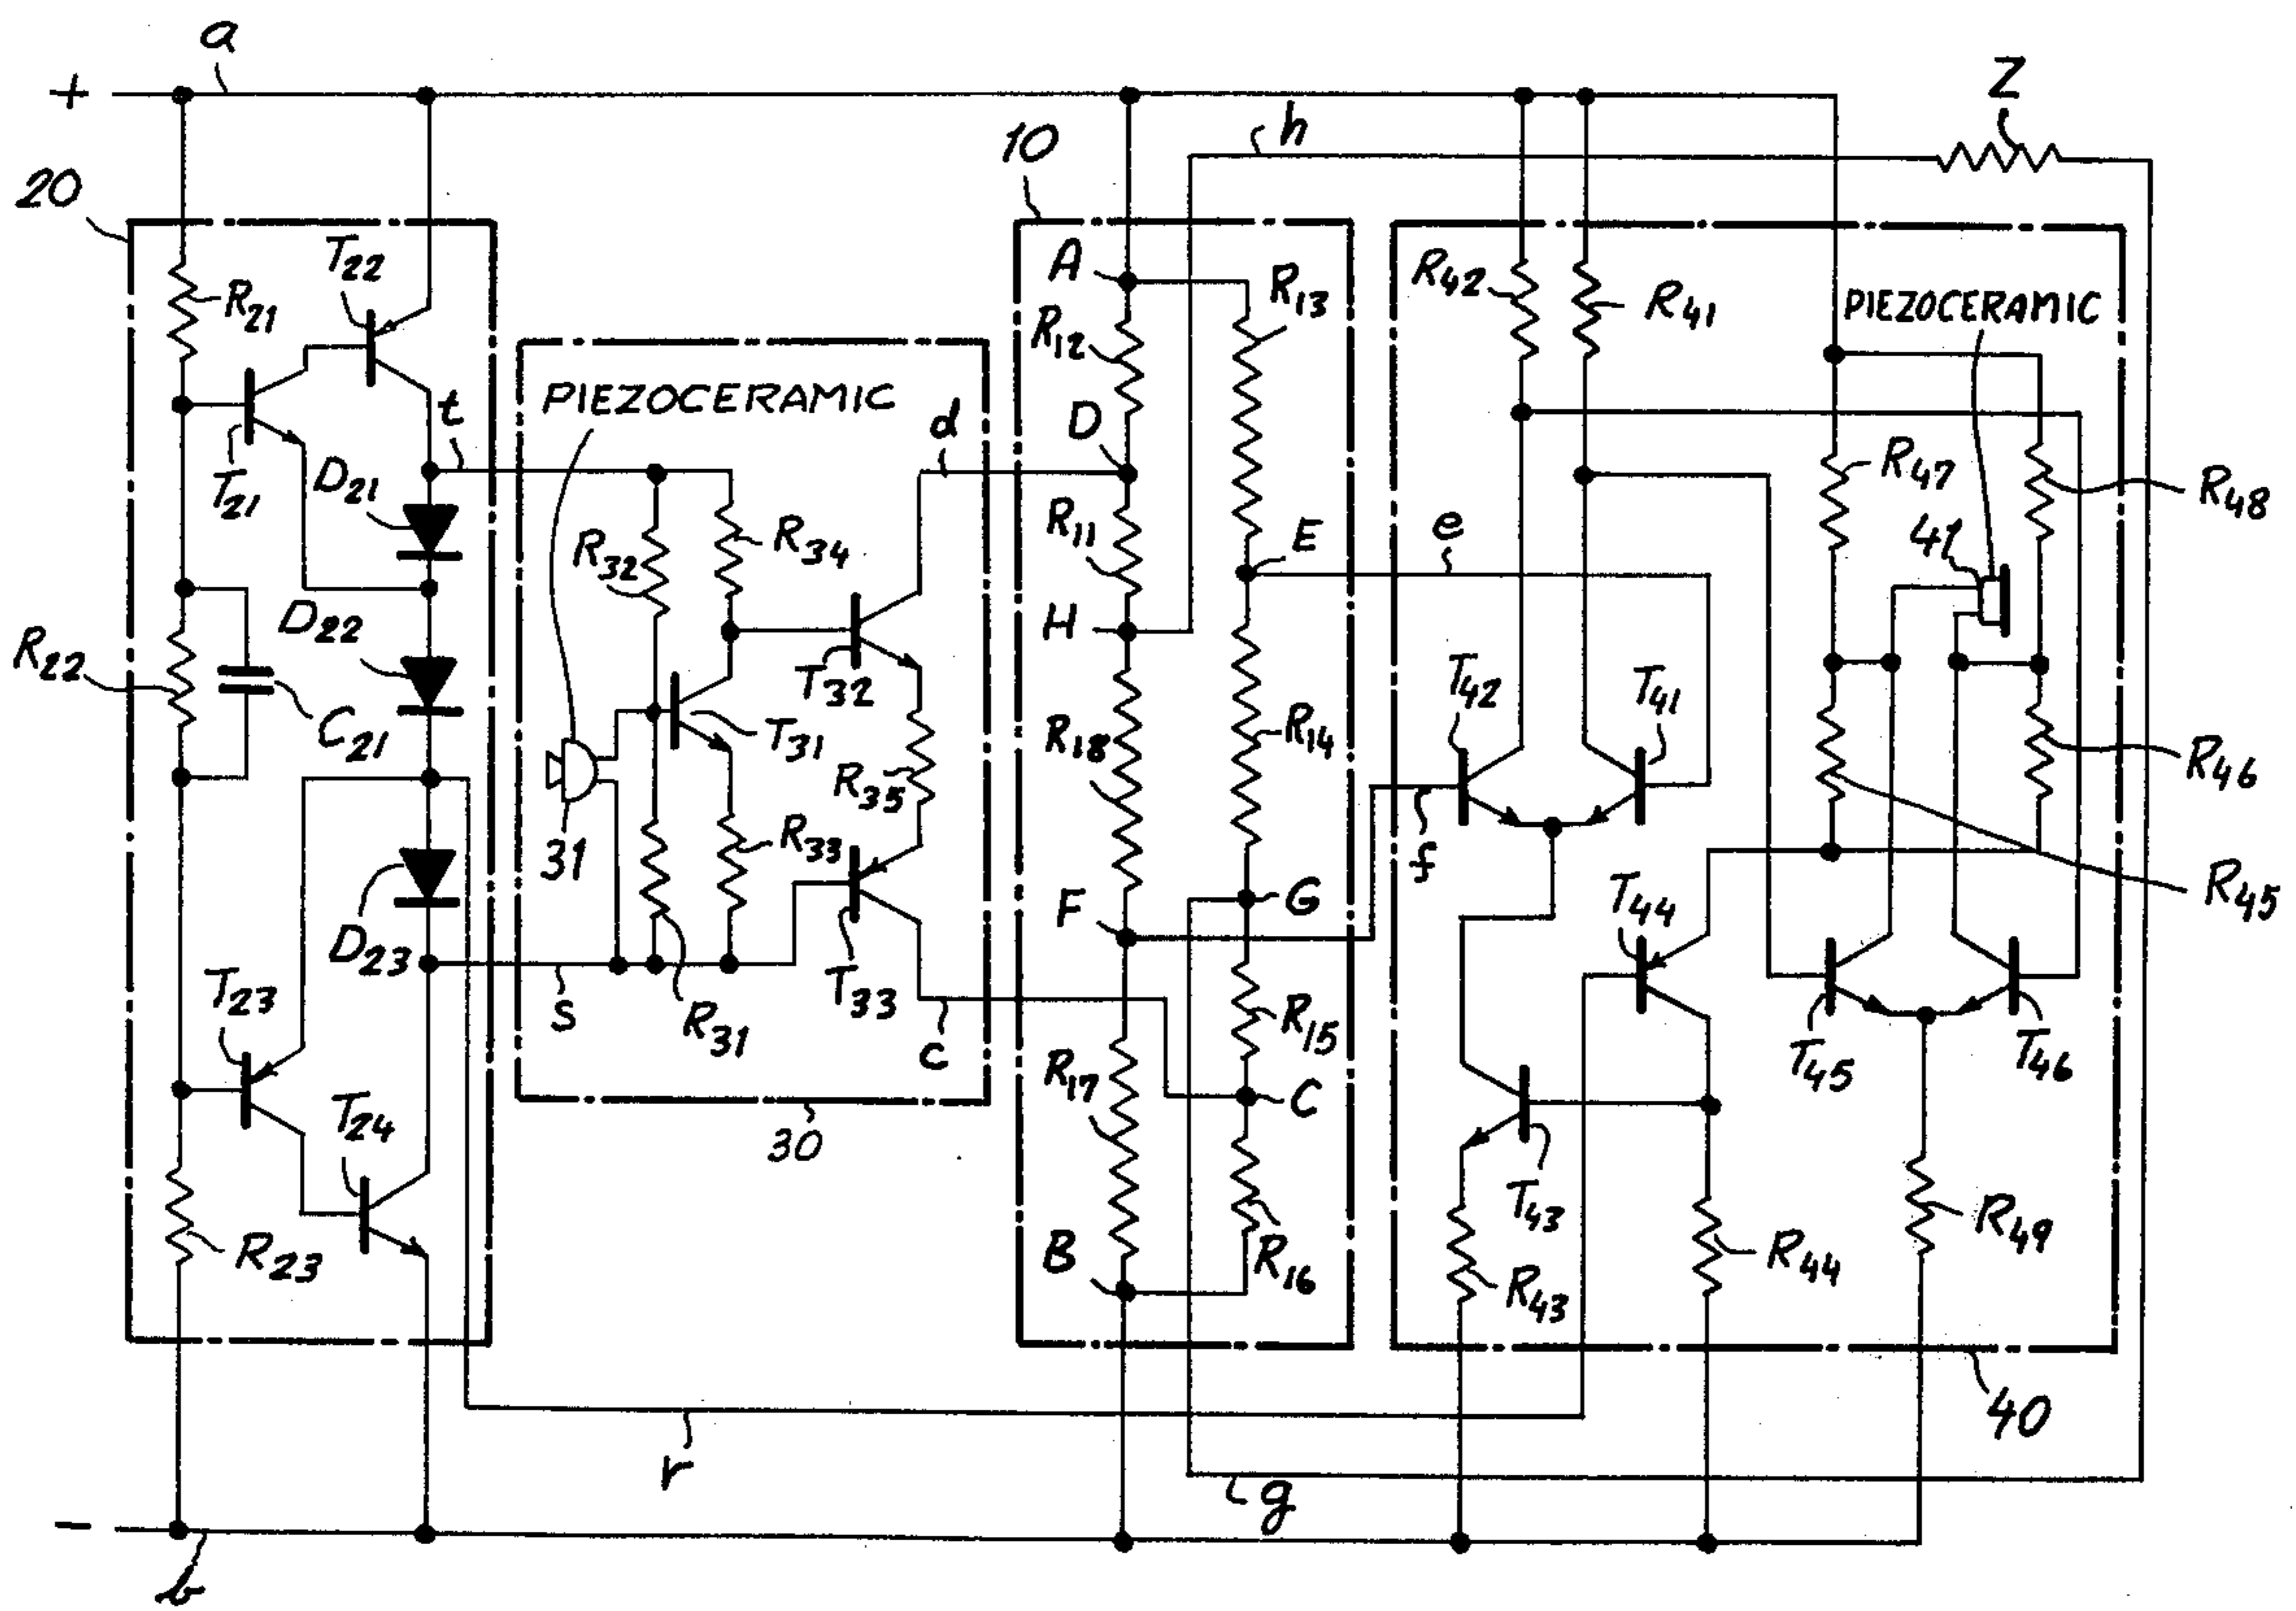 a
+
Z
h
10
20
T22
A
R13
R42
R41
PIEZOCERAMIC
R21
R12
PIEZOCERAMIC
t
d
D
R47
R48
T21
D21
R32
R34
R11
E
e
41
D22
H
R22
T32
T42
T41
C21
T31
R18
R14
R46
R35
31
R33
f
F
G
T44
R45
D23
T23
s
R31
T33
c
R15
T45
T46
R17
C
T24
30
T43
R23
B
R16
R43
R44
R49
40
r
g
-
b